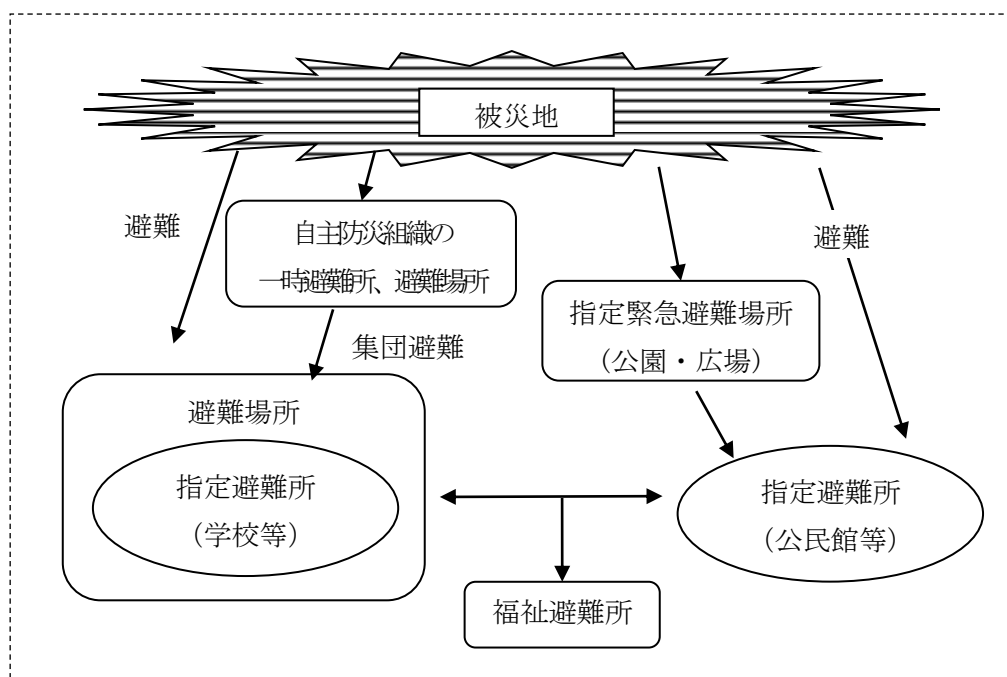 被災地
避難
自主防災組織の
一時避難所、避難場所
避難
指定緊急避難場所
（公園・広場）
集団避難
避難場所
指定避難所
（学校等）
指定避難所
（公民館等）
福祉避難所